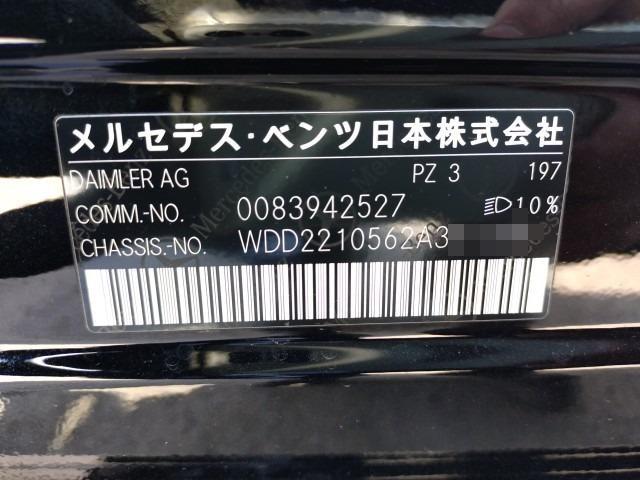 メルセデス・ベンツ日本株式会社
DAIMLER AG PZ 3 197
COMM.-NO. 0083942527 10%
CHASSIS.-NO. WDD2210562A3